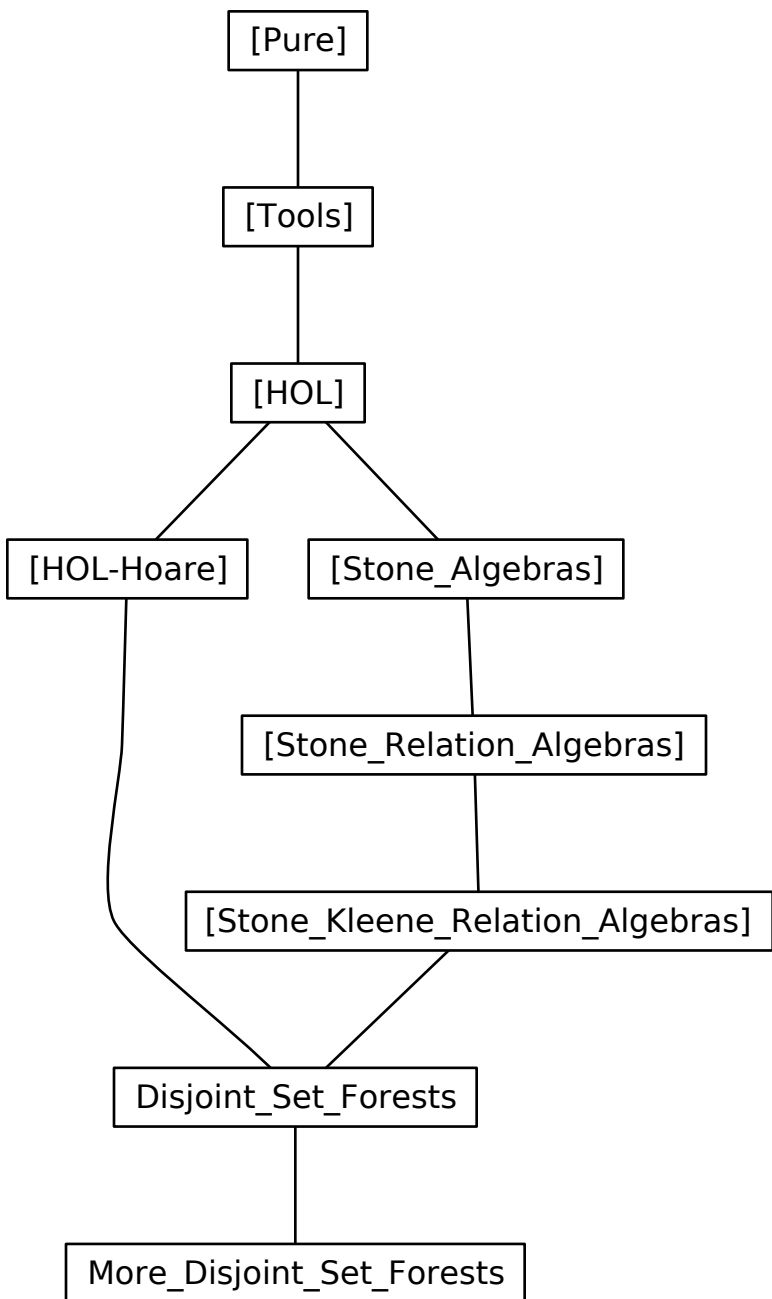 [Pure]
[Tools]
[HOL]
[HOL-Hoare]
[Stone_Algebras]
[Stone_Relation_Algebras]
[Stone_Kleene_Relation_Algebras]
Disjoint_Set_Forests
More_Disjoint_Set_Forests